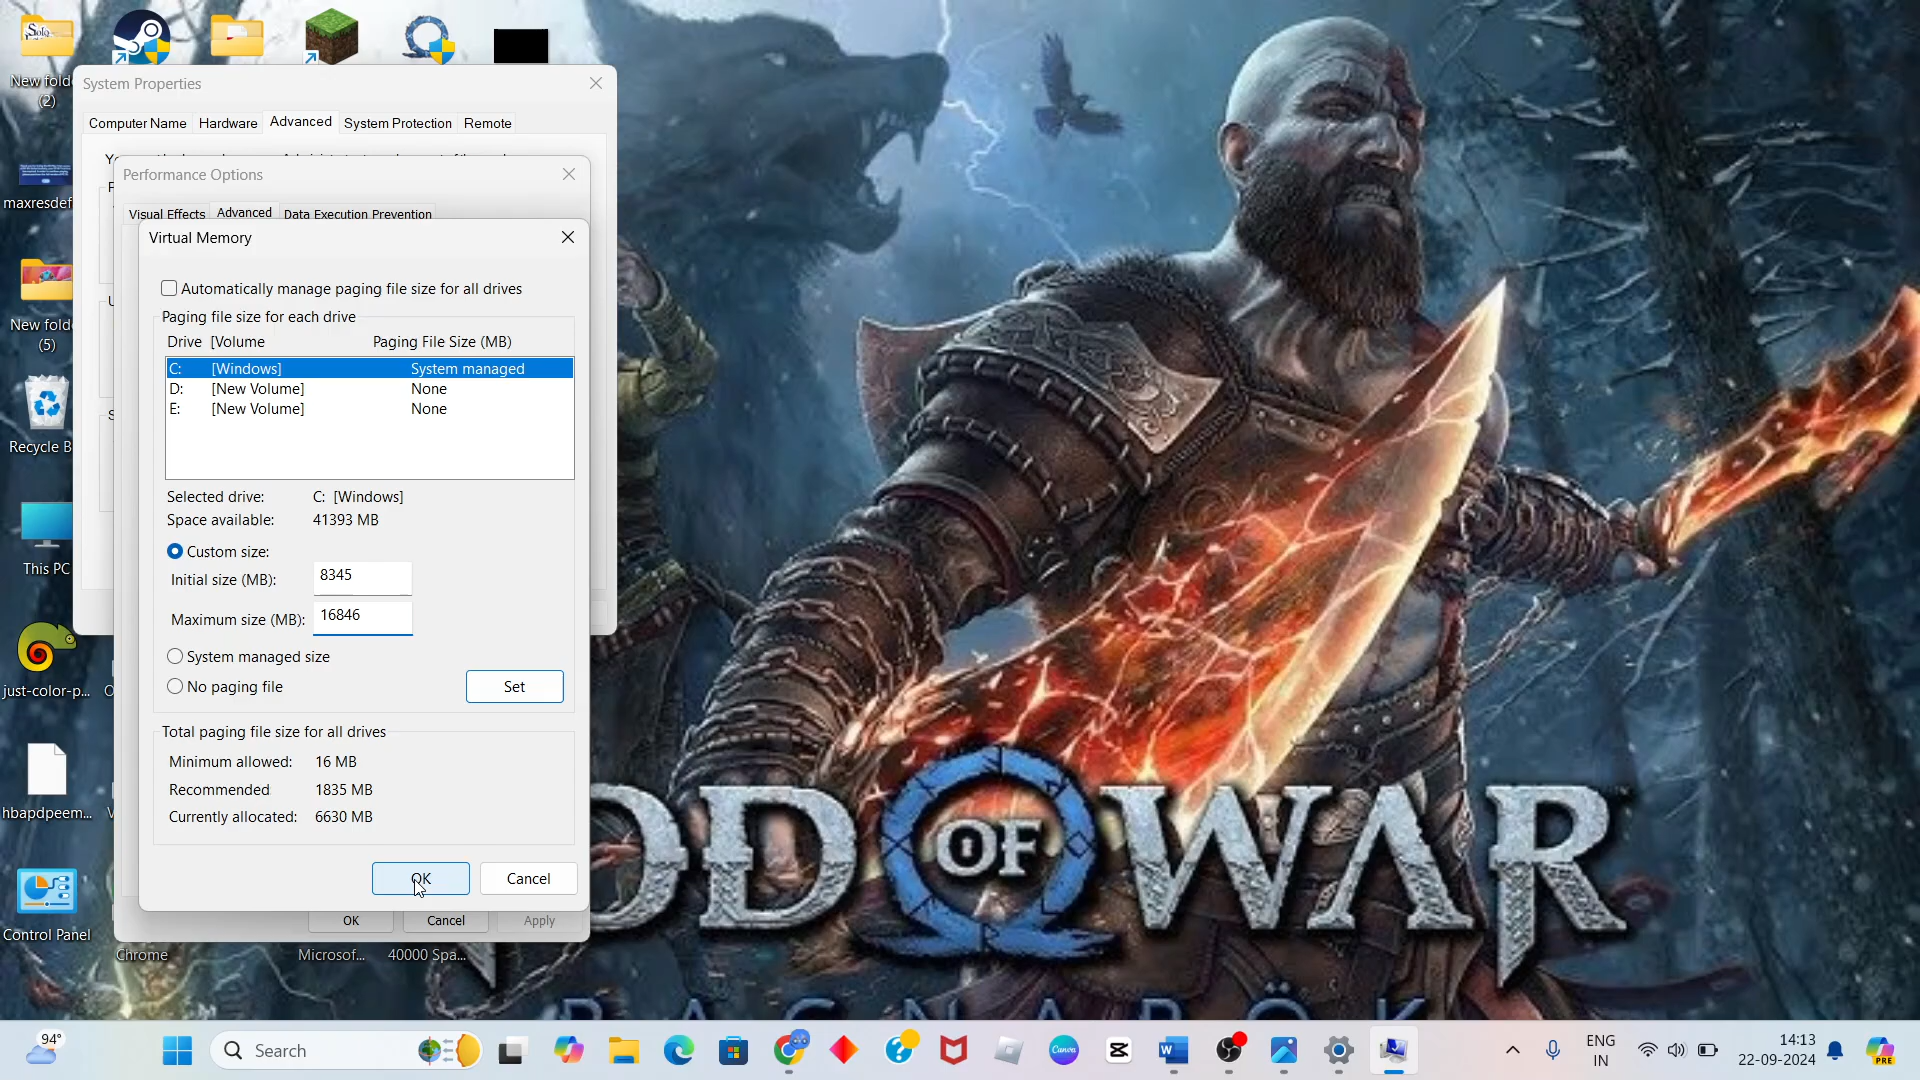 New fold
(2)
System Properties
Computer Name Hardware Advanced System Protection Remote
Performance Options
Visual Effects Advanced Data Execution Prevention
Virtual Memory
Automatically manage paging file size for all drives
Paging file size for each drive
Drive [Volume Paging File Size (MB)
C: [Windows] System managed
D: [New Volume] None
E: [New Volume] None
Selected drive: C: [Windows]
Space available: 41393 MB
Custom size:
Initial size (MB): 8345
Maximum size (MB): 16846
System managed size
No paging file Set
Total paging file size for all drives
Minimum allowed: 16 MB
Recommended 1835 MB
Currently allocated: 6630 MB
OK Cancel
OK Cancel Apply
maxresdef
New fold
(5)
Recycle B
This PC
just-color-p...
hbapdpeem...
Control Panel
Chrome Microsof... 40000 Spa...
OD OF WAR
RAGNARÖK
94° Search Canva ENG
IN 14:13
22-09-2024 PRE